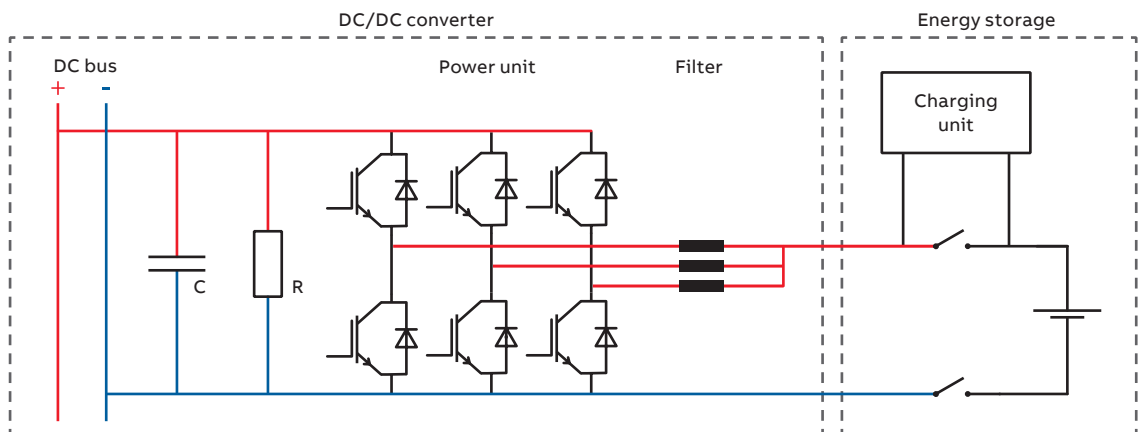 DC/DC converter
Energy storage
DC bus
Power unit
Filter
+
-
Charging
unit
C
R